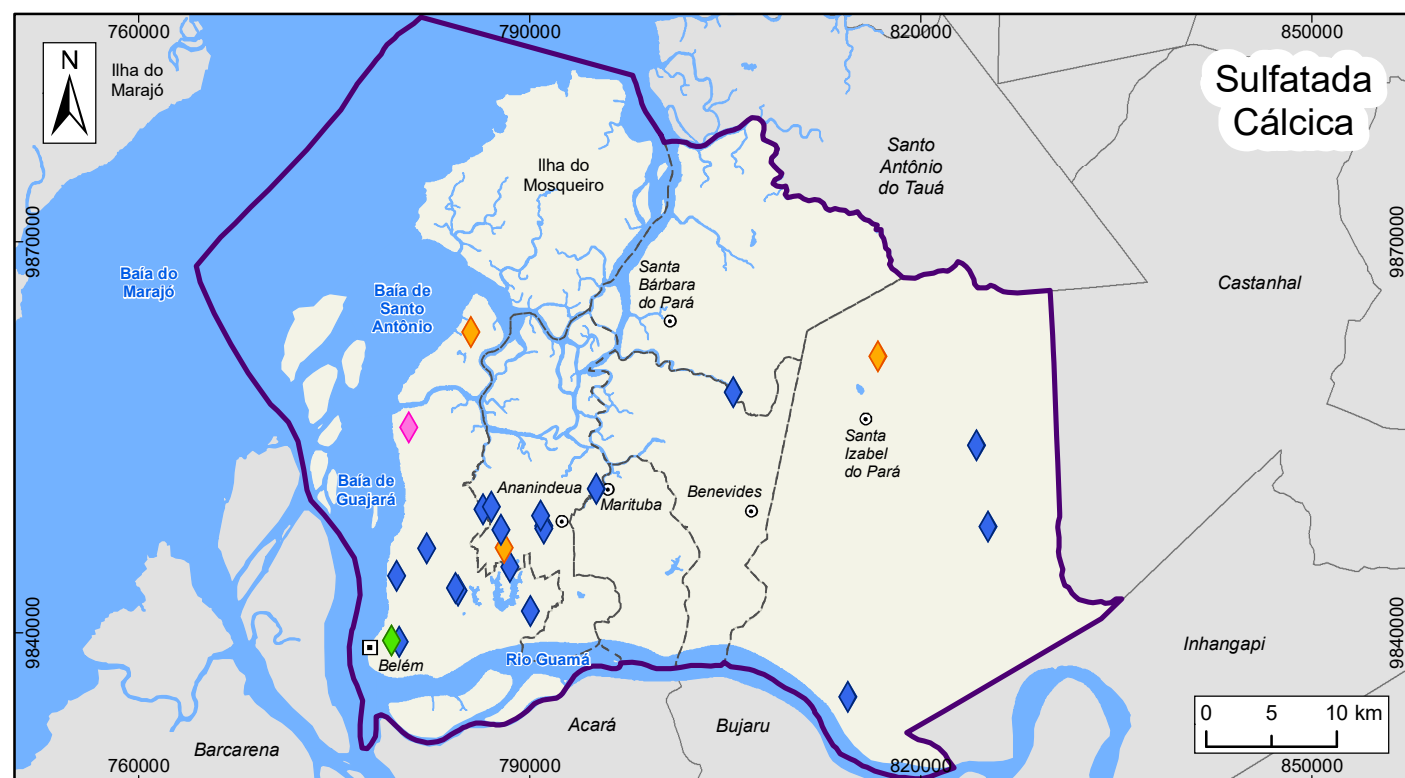 760000
790000
820000
850000
N
Ilha do
Marajó
Sulfatada
Cálcica
Santo
Antônio
do Tauá
Ilha do
Mosqueiro
9870000
9870000
Baía do
Marajó
Baía de
Santo
Antônio
Santa
Bárbara
do Pará
Castanhal
Santa
Izabel
do Pará
Baía de
Guajará
Ananindeua
Marituba
Benevides
9840000
9840000
Belém
Rio Guamá
Inhangapi
Acará
Bujaru
Barcarena
0 5 10 km
760000
790000
820000
850000